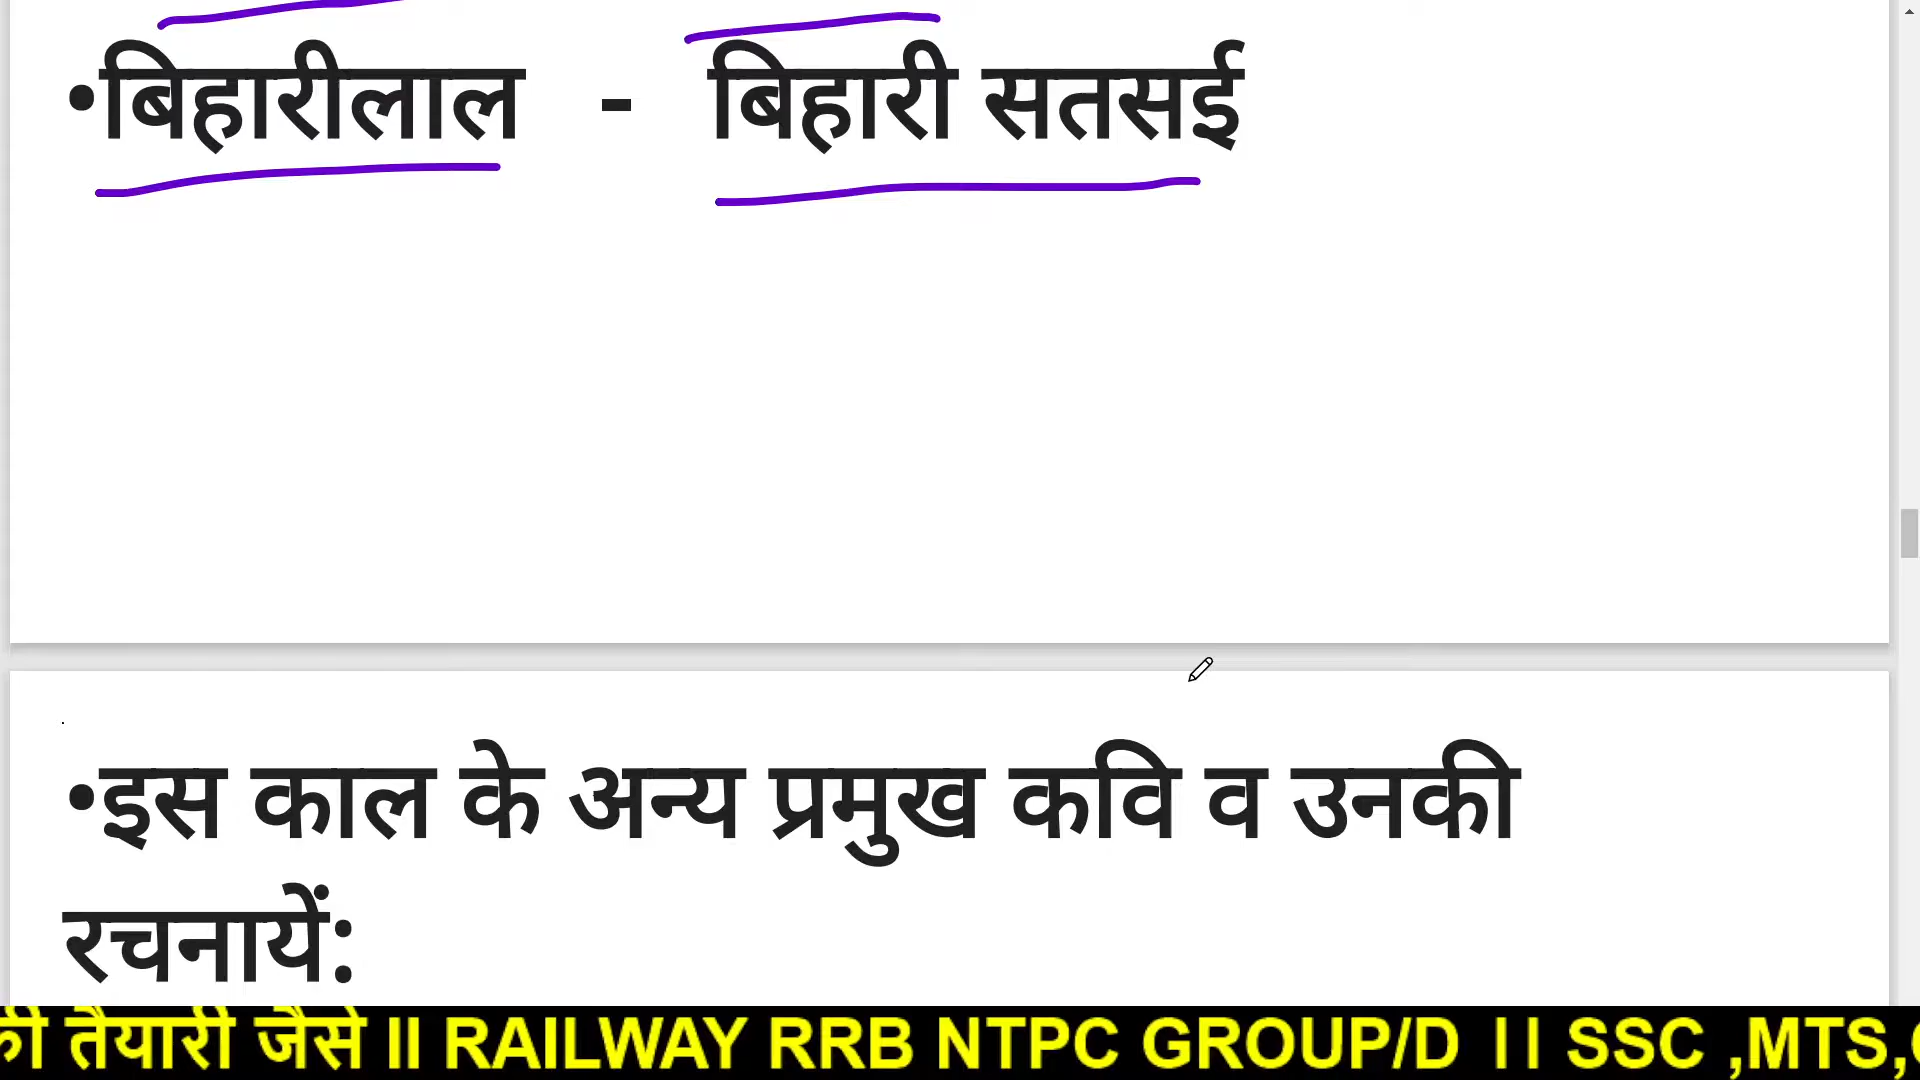 •बिहारीलाल - बिहारी सतसई
•इस काल के अन्य प्रमुख कवि व उनकी
रचनायें:
की तैयारी जैसे II RAILWAY RRB NTPC GROUP/D ।। SSC ,MTS,